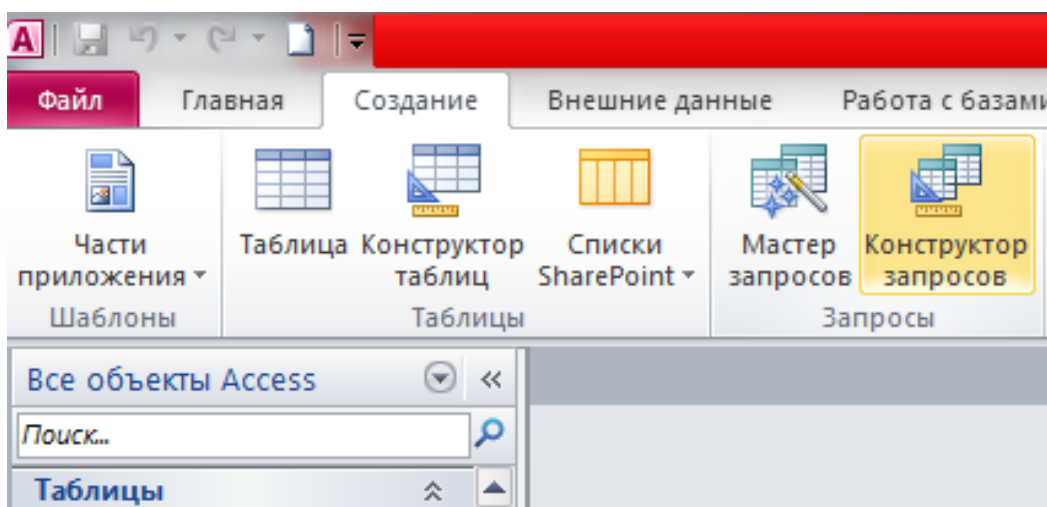 A
Файл Главная Создание Внешние данные Работа с базами
Части приложения
Таблица
Конструктор таблиц
Списки SharePoint
Мастер запросов
Конструктор запросов
Шаблоны
Таблицы
Запросы
Все объекты Access
Поиск...
Таблицы